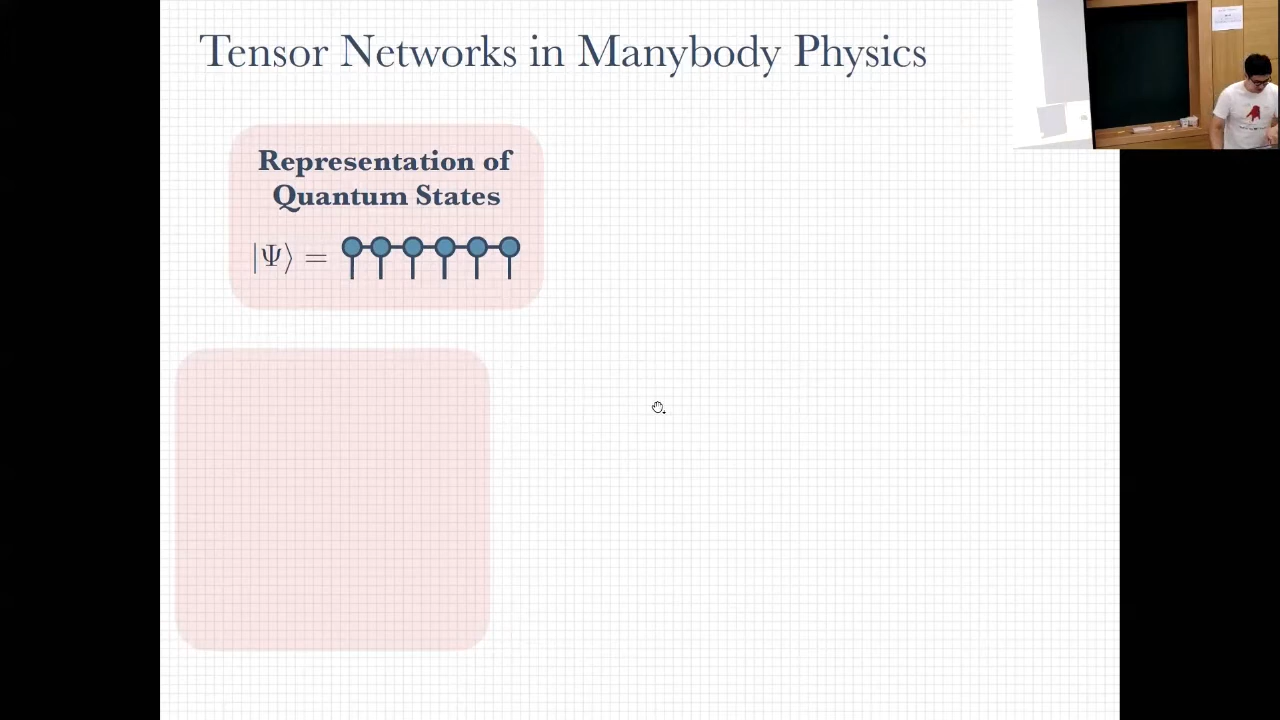 Tensor Networks in Manybody Physics
Representation of
Quantum States
|Ψ⟩ =